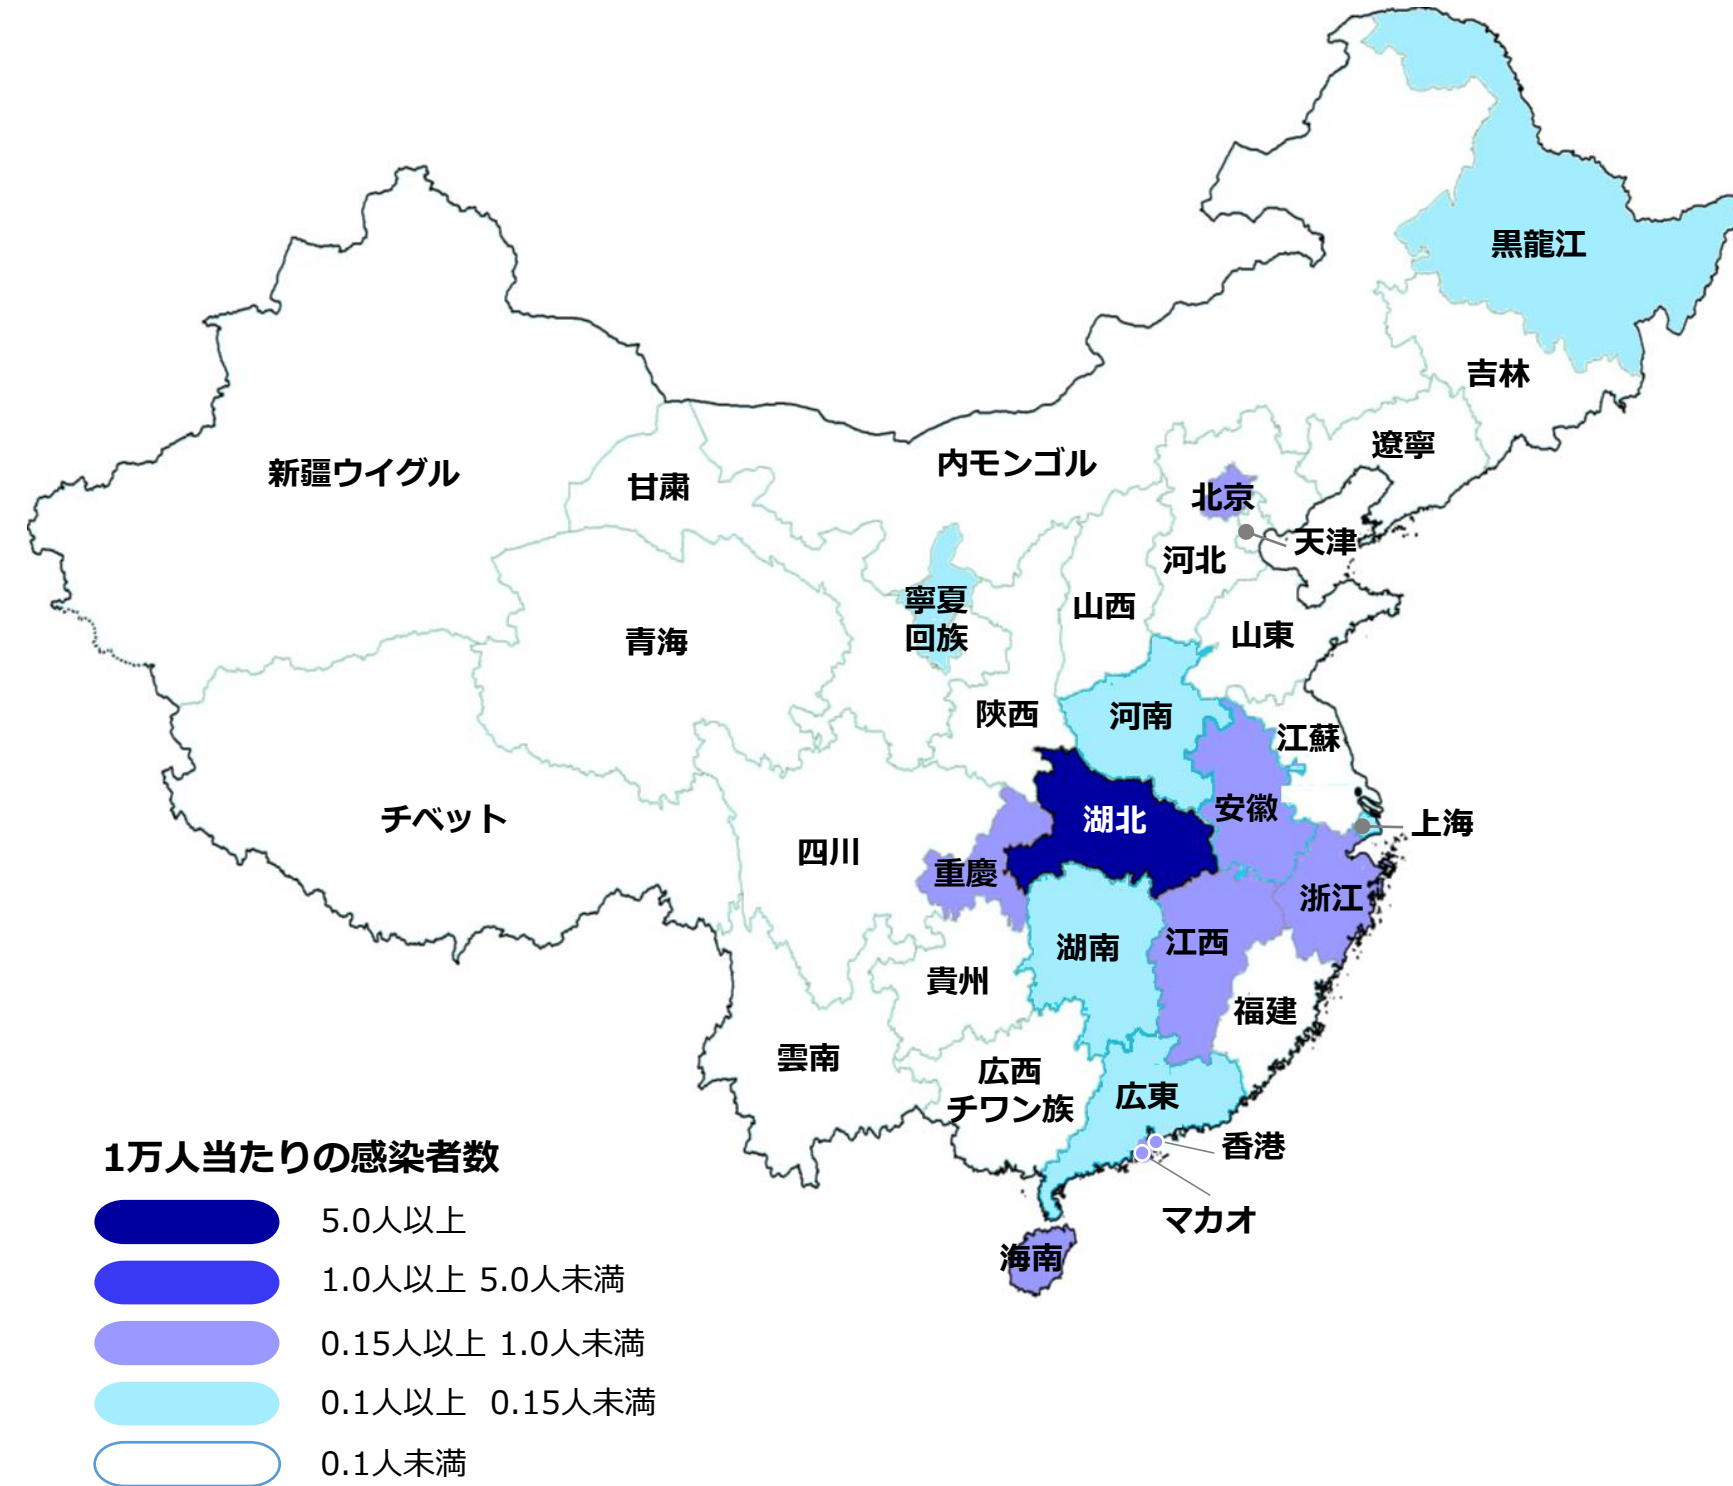 黒龍江
吉林
遼寧
内モンゴル
新疆ウイグル
甘粛
北京
天津
河北
寧夏
回族
山西
山東
青海
陝西
河南
江蘇
チベット
四川
重慶
湖北
安徽
上海
浙江
湖南
江西
貴州
福建
雲南
広西
チワン族
広東
香港
マカオ
海南
1万人当たりの感染者数
5.0人以上
1.0人以上 5.0人未満
0.15人以上 1.0人未満
0.1人以上 0.15人未満
0.1人未満